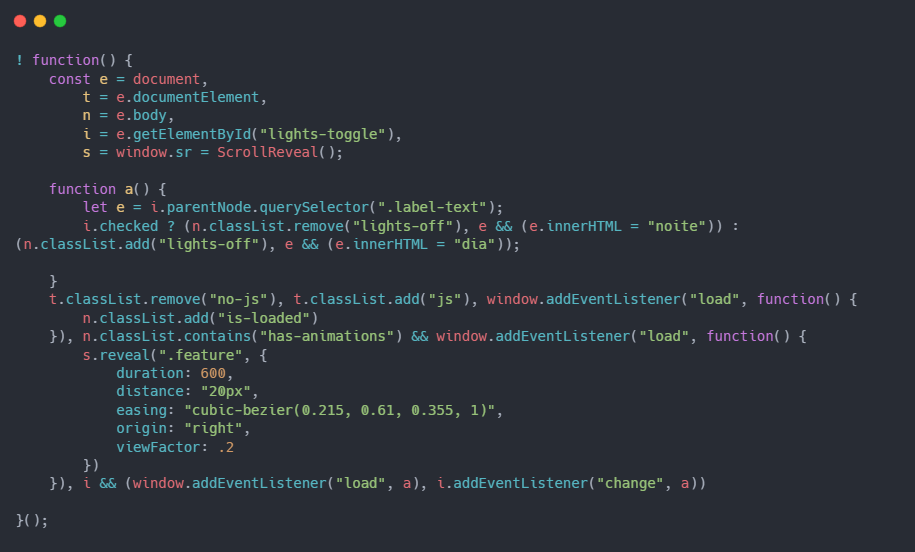 ! function() {
    const e = document,
        t = e.documentElement,
        n = e.body,
        i = e.getElementById("lights-toggle"),
        s = window.sr = ScrollReveal();

    function a() {
        let e = i.parentNode.querySelector(".label-text");
        i.checked ? (n.classList.remove("lights-off"), e && (e.innerHTML = "noite")) :
(n.classList.add("lights-off"), e && (e.innerHTML = "dia"));

    }
    t.classList.remove("no-js"), t.classList.add("js"), window.addEventListener("load", function() {
        n.classList.add("is-loaded")
    }), n.classList.contains("has-animations") && window.addEventListener("load", function() {
        s.reveal(".feature", {
            duration: 600,
            distance: "20px",
            easing: "cubic-bezier(0.215, 0.61, 0.355, 1)",
            origin: "right",
            viewFactor: .2
        })
    }), i && (window.addEventListener("load", a), i.addEventListener("change", a))

}();